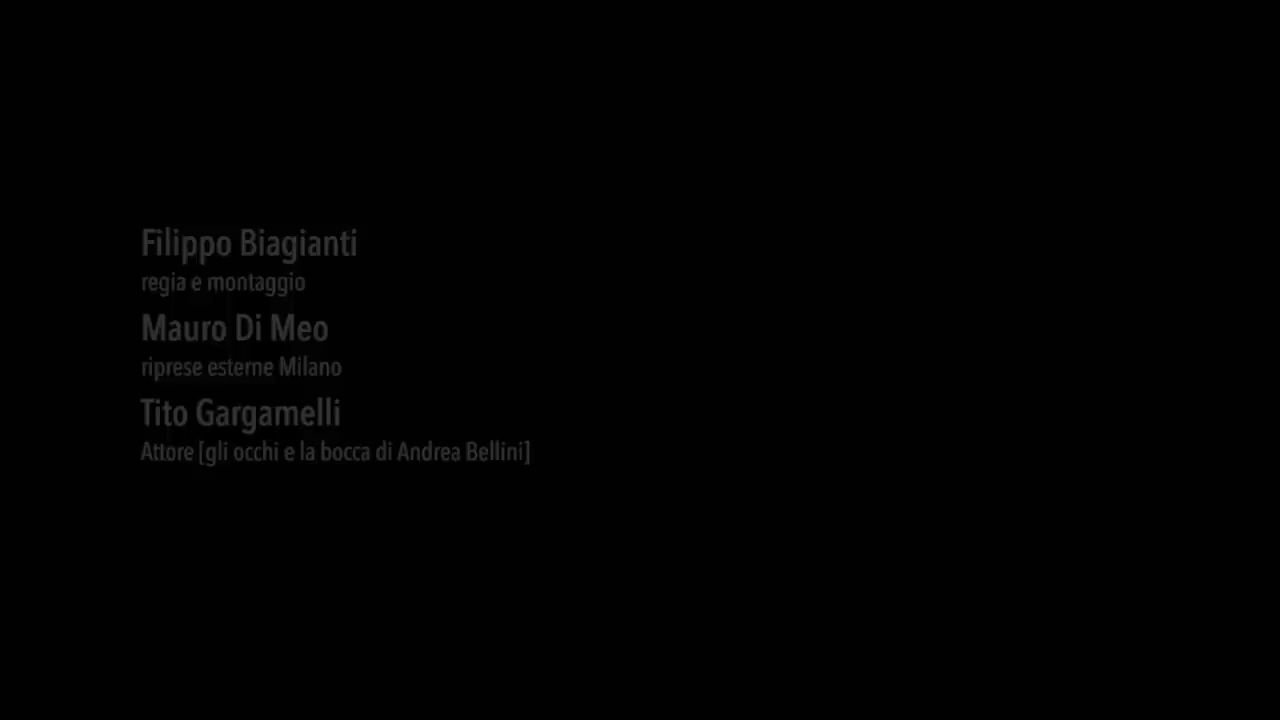 Filippo Biagianti
regia e montaggio
Mauro Di Meo
riprese esterne Milano
Tito Gargamelli
Attore [gli occhi e la bocca di Andrea Bellini]